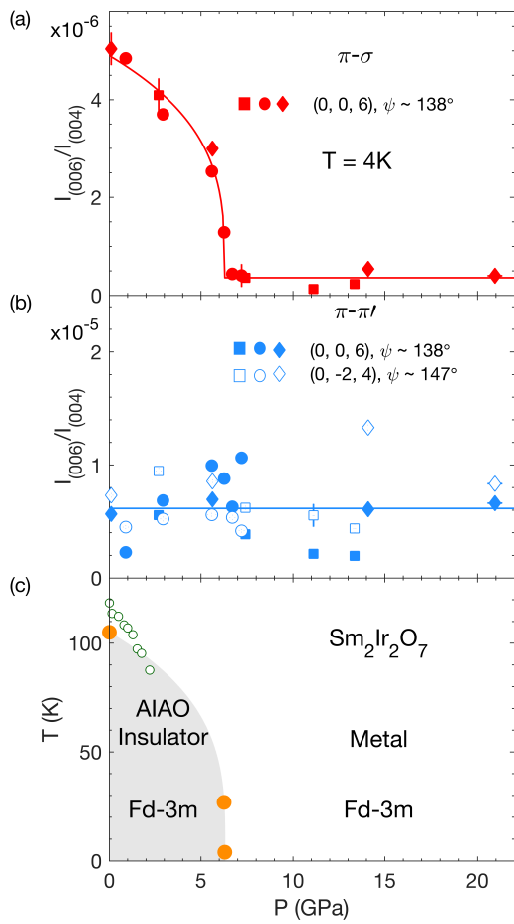 (a)
x10⁻⁶
π-σ
(0, 0, 6), ψ ~ 138°
T = 4K
I(006)/I(004)
6
4
2
0
(b)
x10⁻⁵
π-π′
(0, 0, 6), ψ ~ 138°
(0, -2, 4), ψ ~ 147°
I(006)/I(004)
2
1
0
(c)
Sm₂Ir₂O₇
AIAO
Insulator
Metal
Fd-3m
Fd-3m
T (K)
100
50
0
0
5
10
15
20
P (GPa)